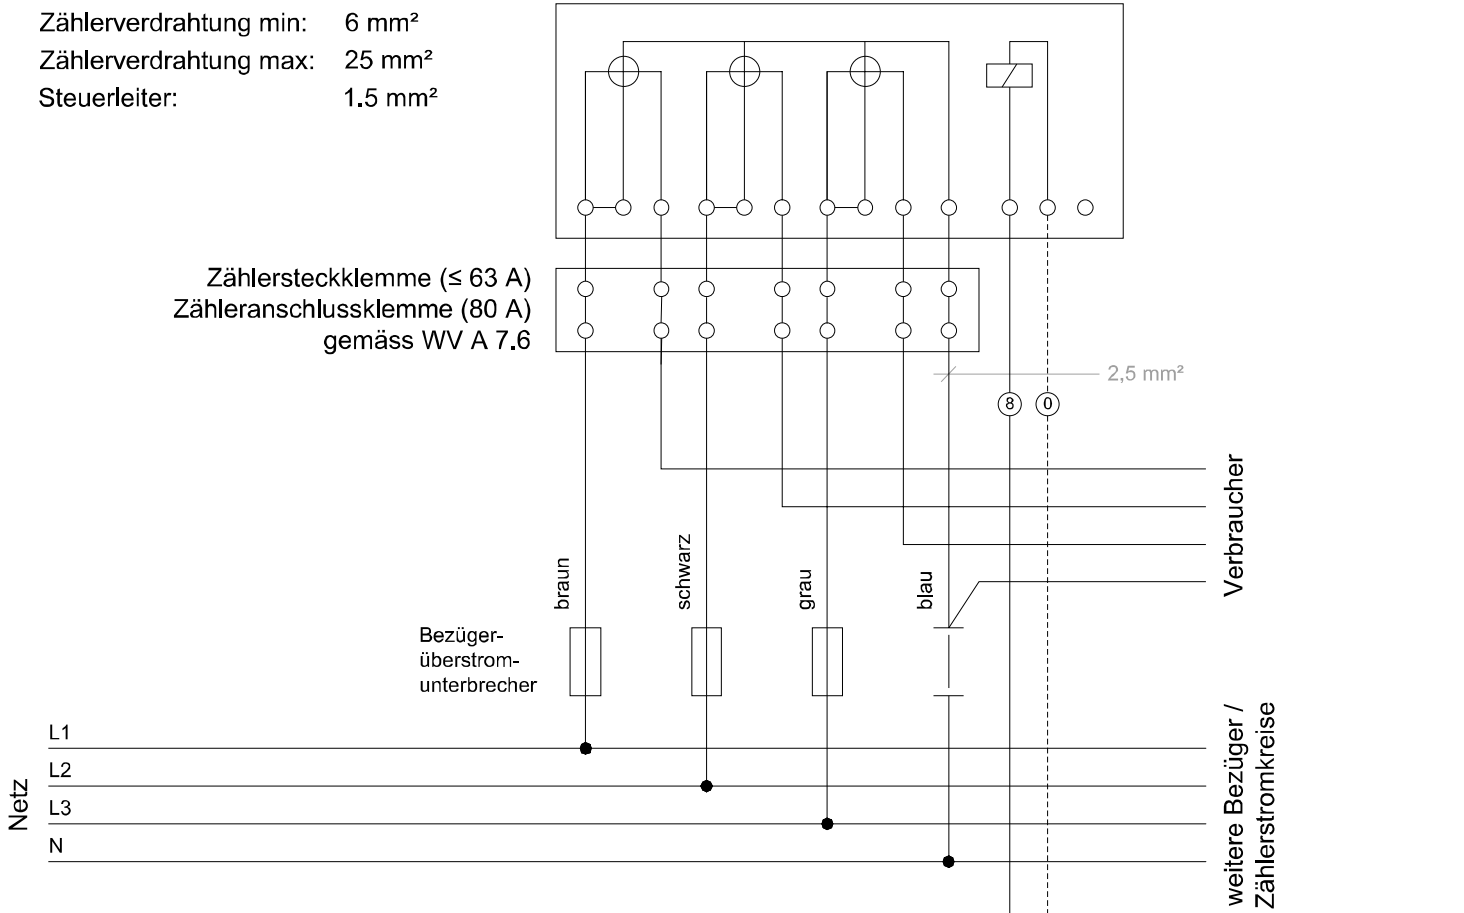 Zählerverdrahtung min: 6 mm²
Zählerverdrahtung max: 25 mm²
Steuerleiter: 1.5 mm²
Zählersteckklemme (≤ 63 A)
Zähleranschlussklemme (80 A)
gemäss WV A 7.6
2,5 mm²
8 0
Verbraucher
braun
schwarz
grau
blau
Bezüger-
überstrom-
unterbrecher
Netz
L1
L2
L3
N
weitere Bezüger /
Zählerstromkreise